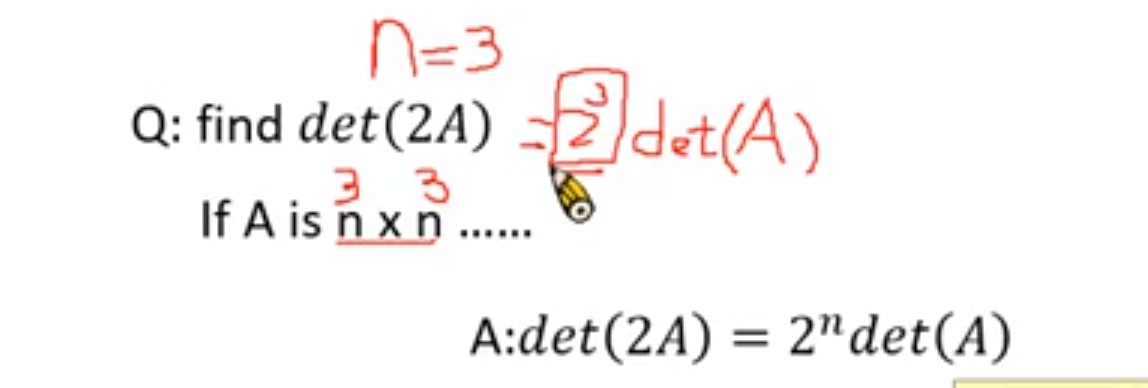 n=3
Q: find det(2A) = 2³ det(A)
3 3
If A is n x n ......
A:det(2A) = 2ⁿdet(A)